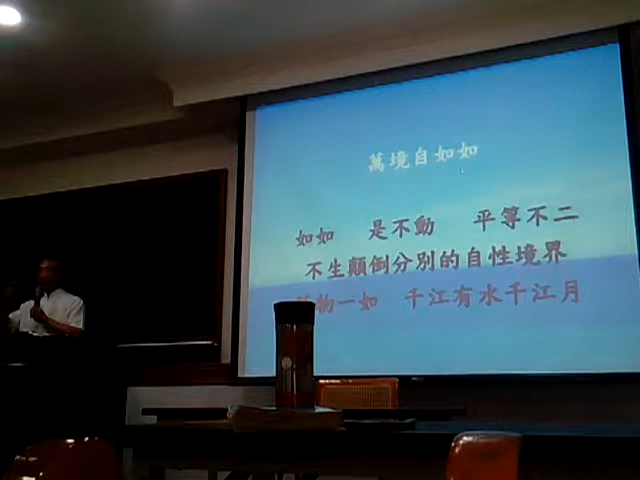 萬境自如如
如如 是不動 平等不二
不生顛倒分別的自性境界
物一如 千江有水千江月